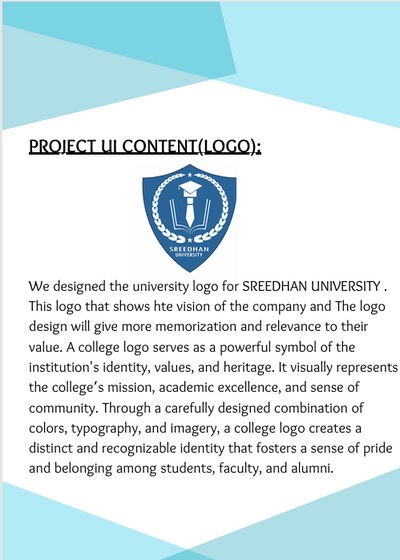 PROJECT UI CONTENT(LOGO):
SREEDHAN
UNIVERSITY
We designed the university logo for SREEDHAN UNIVERSITY .
This logo that shows hte vision of the company and The logo
design will give more memorization and relevance to their
value. A college logo serves as a powerful symbol of the
institution's identity, values, and heritage. It visually represents
the college's mission, academic excellence, and sense of
community. Through a carefully designed combination of
colors, typography, and imagery, a college logo creates a
distinct and recognizable identity that fosters a sense of pride
and belonging among students, faculty, and alumni.